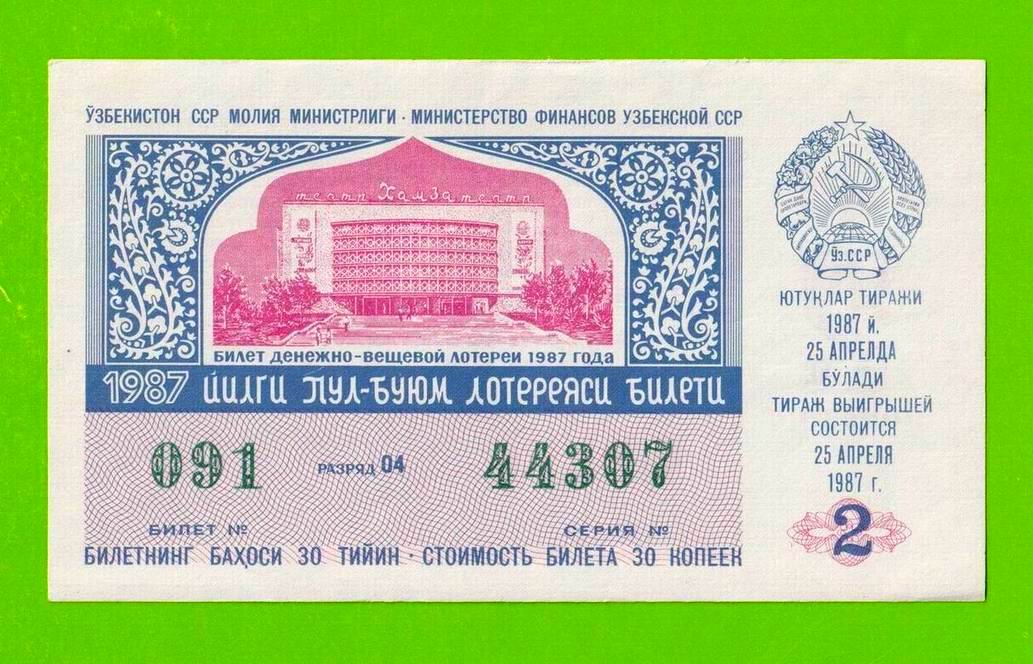 ЎЗБЕКИСТОН ССР МОЛИЯ МИНИСТРЛИГИ · МИНИСТЕРСТВО ФИНАНСОВ УЗБЕКСКОЙ ССР
театр Хамза театр
БИЛЕТ ДЕНЕЖНО-ВЕЩЕВОЙ ЛОТЕРЕИ 1987 ГОДА
1987 ЙИЛГИ ПУЛ-БУЮМ ЛОТЕРЕЯСИ БИЛЕТИ
091 РАЗРЯД 04 44307
БИЛЕТ № СЕРИЯ №
БИЛЕТНИНГ БАҲОСИ 30 ТИЙИН · СТОИМОСТЬ БИЛЕТА 30 КОПЕЕК
Ўз.ССР
ЮТУҚЛАР ТИРАЖИ
1987 й.
25 АПРЕЛДА
БЎЛАДИ
ТИРАЖ ВЫИГРЫШЕЙ
СОСТОИТСЯ
25 АПРЕЛЯ
1987 г.
2